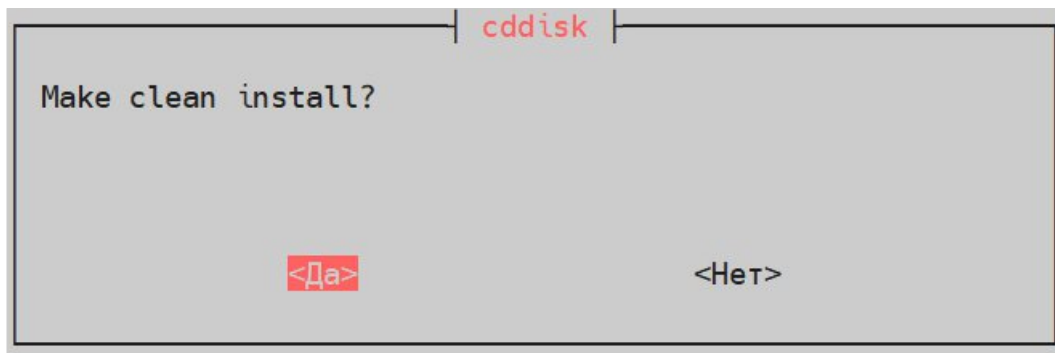 cddisk
Make clean install?
<Да> <Нет>